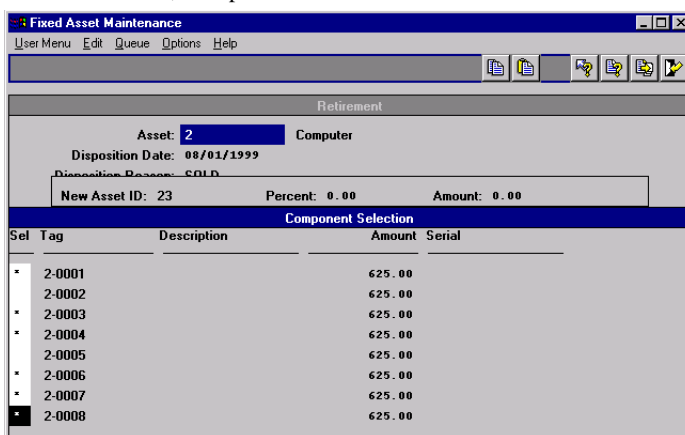 Fixed Asset Maintenance
User Menu Edit Queue Options Help
Retirement
Asset: 2 Computer
Disposition Date: 08/01/1999
Disposition Reason: SOLD
New Asset ID: 23 Percent: 0.00 Amount: 0.00
Component Selection
Sel Tag Description Amount Serial
* 2-0001 625.00
2-0002 625.00
* 2-0003 625.00
* 2-0004 625.00
2-0005 625.00
* 2-0006 625.00
* 2-0007 625.00
* 2-0008 625.00